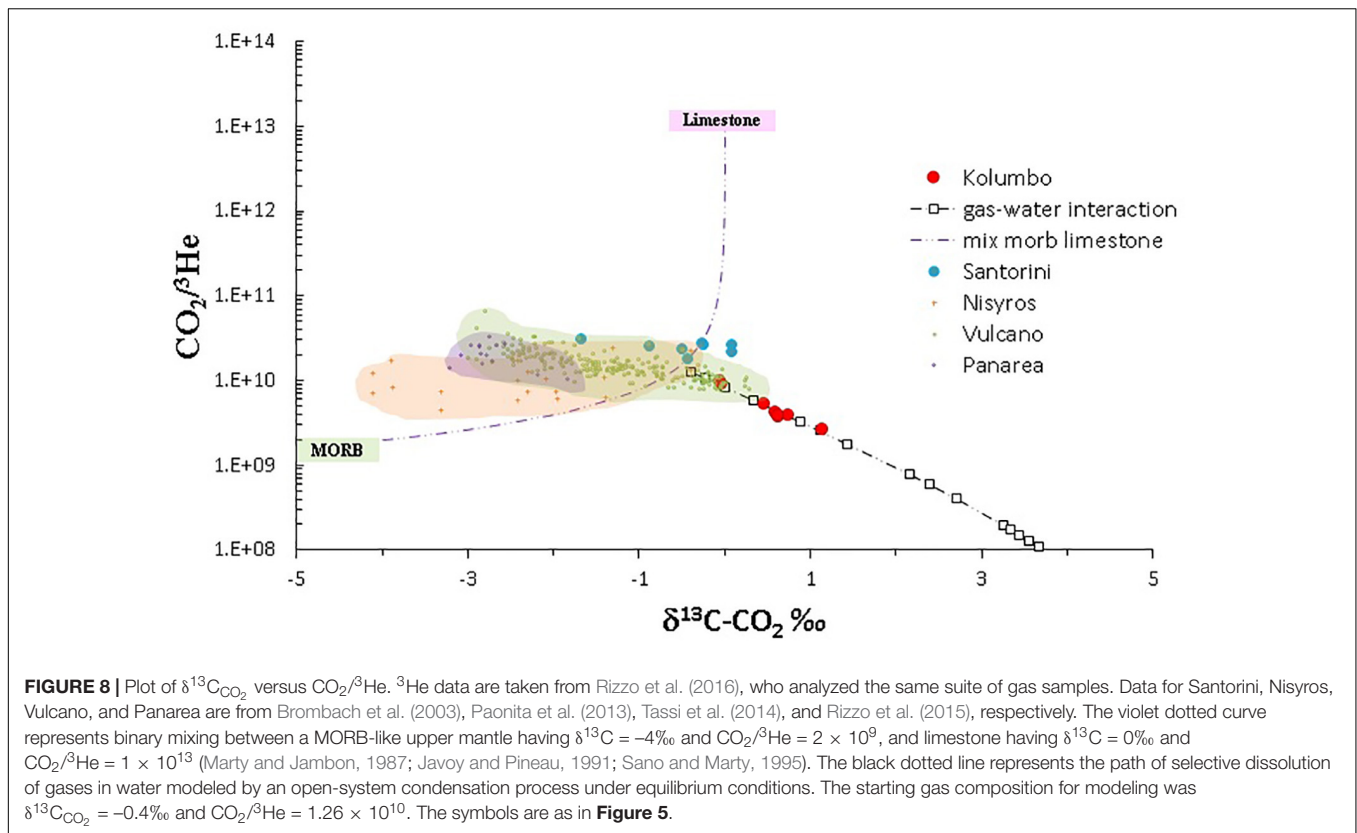 1.E+14
1.E+13
1.E+12
1.E+11
1.E+10
1.E+09
1.E+08
CO₂/³He
Limestone
MORB
Kolumbo
gas-water interaction
mix morb limestone
Santorini
Nisyros
Vulcano
Panarea
-5 -3 -1 1 3 5
δ¹³C-CO₂ ‰
FIGURE 8 | Plot of δ¹³C_CO₂ versus CO₂/³He. ³He data are taken from Rizzo et al. (2016), who analyzed the same suite of gas samples. Data for Santorini, Nisyros,
Vulcano, and Panarea are from Brombach et al. (2003), Paonita et al. (2013), Tassi et al. (2014), and Rizzo et al. (2015), respectively. The violet dotted curve
represents binary mixing between a MORB-like upper mantle having δ¹³C = –4‰ and CO₂/³He = 2 × 10⁹, and limestone having δ¹³C = 0‰ and
CO₂/³He = 1 × 10¹³ (Marty and Jambon, 1987; Javoy and Pineau, 1991; Sano and Marty, 1995). The black dotted line represents the path of selective dissolution
of gases in water modeled by an open-system condensation process under equilibrium conditions. The starting gas composition for modeling was
δ¹³C_CO₂ = –0.4‰ and CO₂/³He = 1.26 × 10¹⁰. The symbols are as in Figure 5.